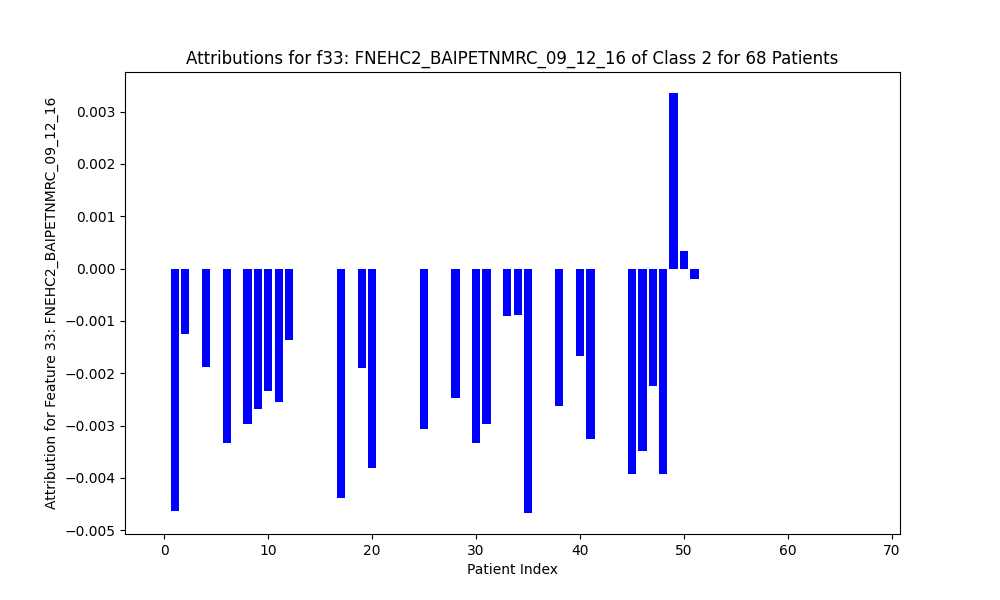 Attributions for f33: FNEHC2_BAIPETNMRC_09_12_16 of Class 2 for 68 Patients
Attribution for Feature 33: FNEHC2_BAIPETNMRC_09_12_16
0.003
0.002
0.001
0.000
−0.001
−0.002
−0.003
−0.004
−0.005
0 10 20 30 40 50 60 70
Patient Index